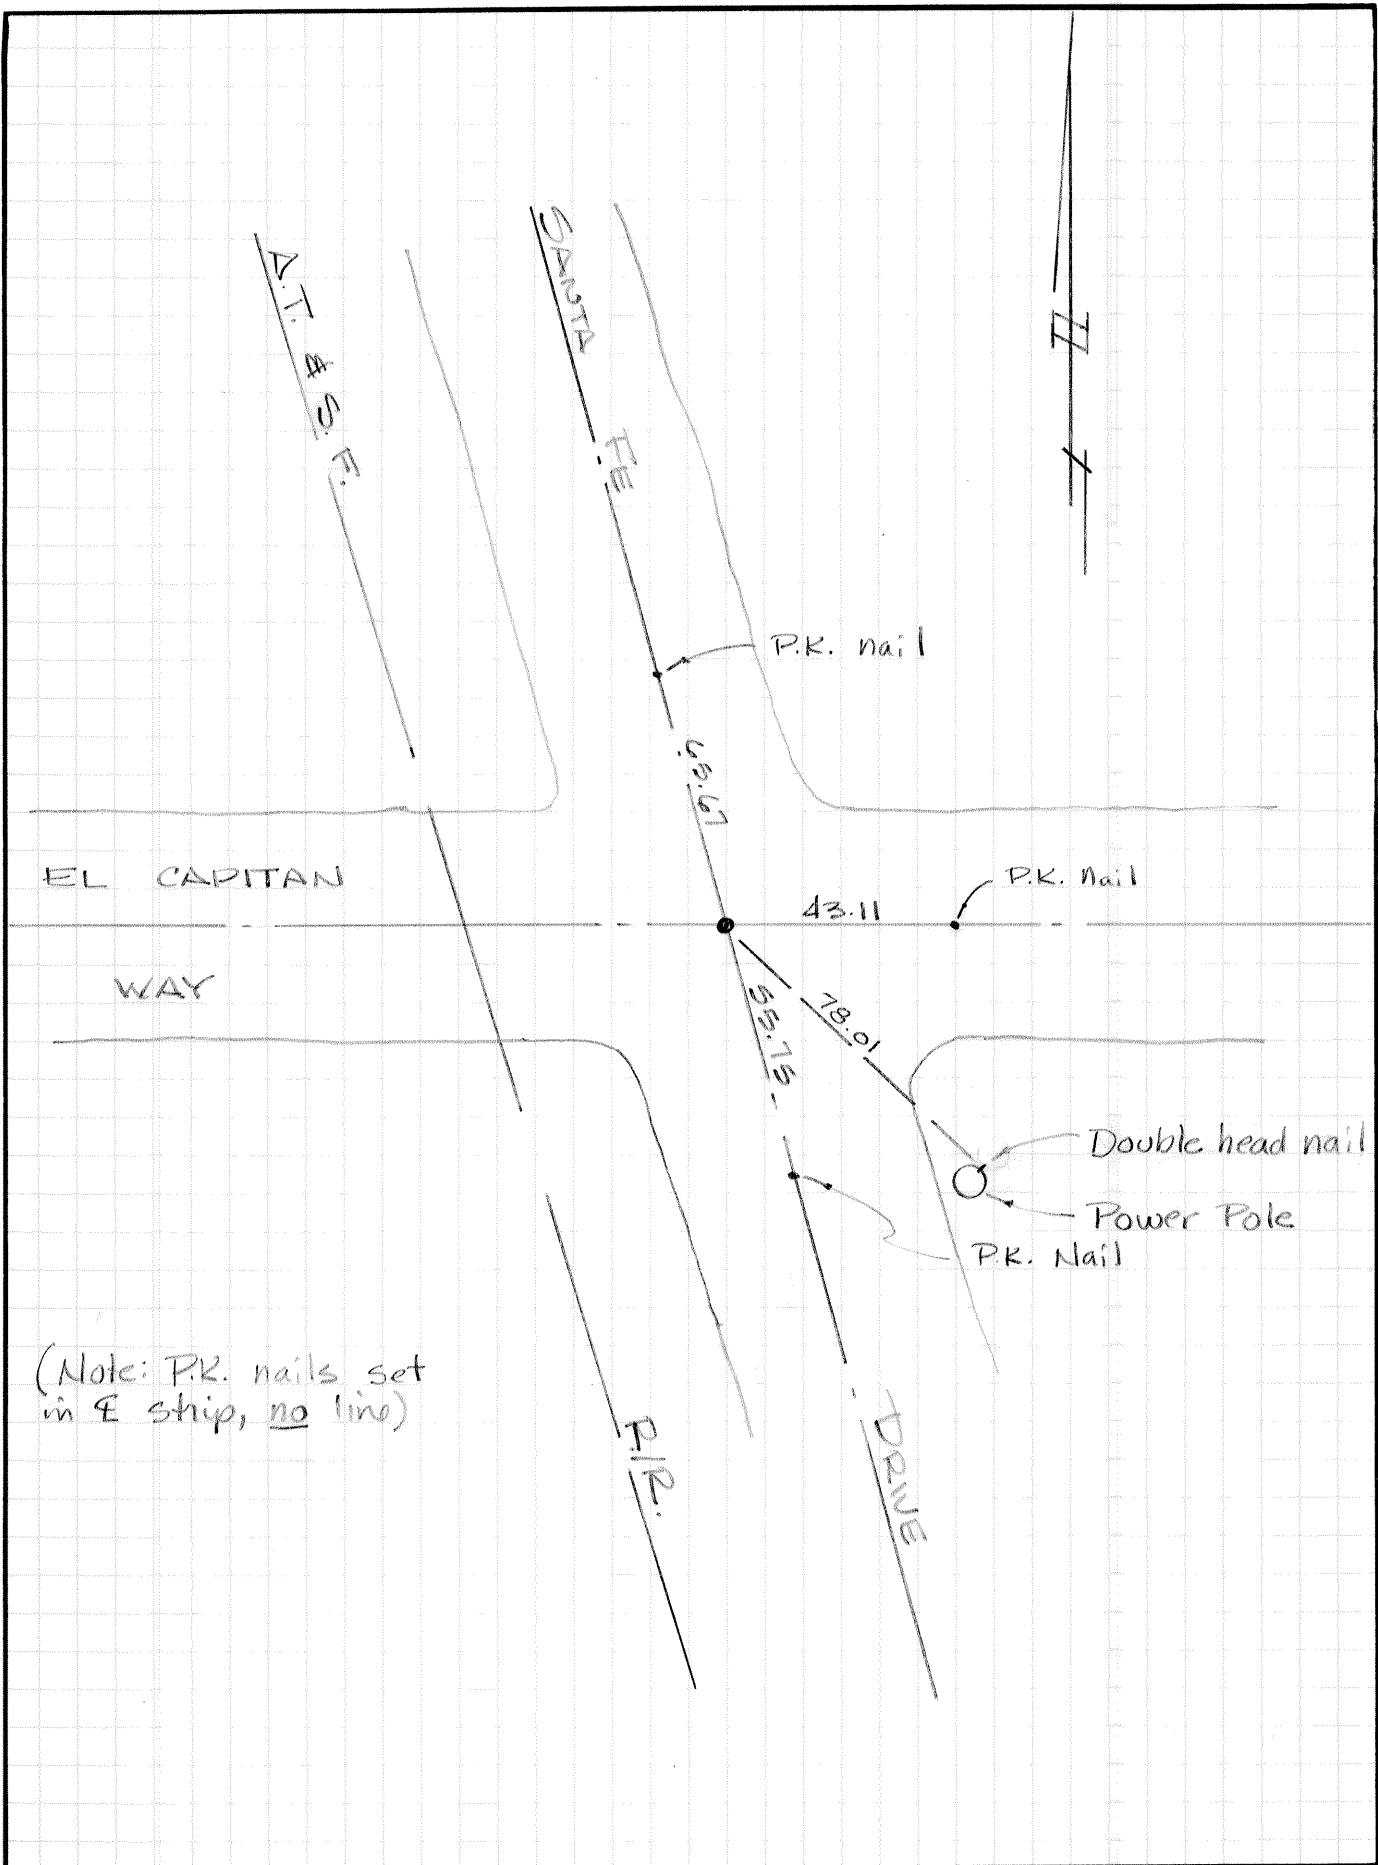 A.T. & S.F.
SANTA FE
N
P.K. nail
65.67
EL CAPITAN
43.11
P.K. Nail
WAY
55.75
78.01
Double head nail
Power Pole
P.K. Nail
(Note: P.K. nails set
in ℄ strip, no line)
R/R.
DRIVE